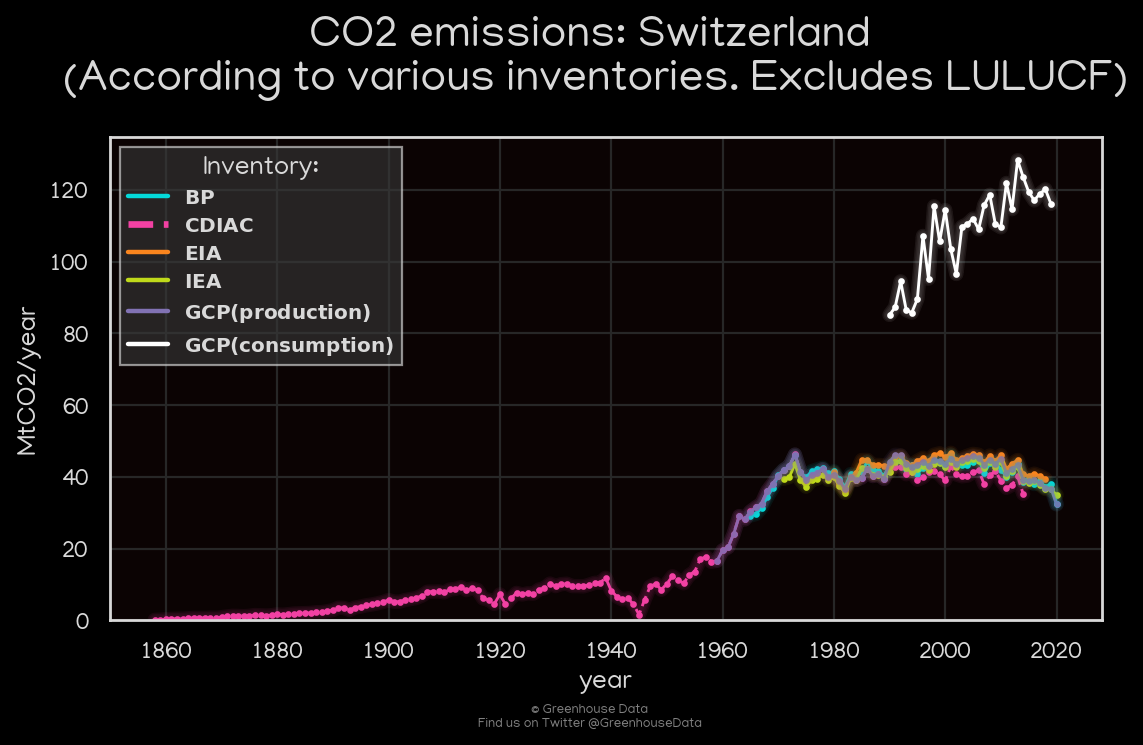 CO2 emissions: Switzerland
(According to various inventories. Excludes LULUCF)
Inventory:
BP
CDIAC
EIA
IEA
GCP(production)
GCP(consumption)
MtCO2/year
120
100
80
60
40
20
0
1860 1880 1900 1920 1940 1960 1980 2000 2020
year
© Greenhouse Data
Find us on Twitter @GreenhouseData